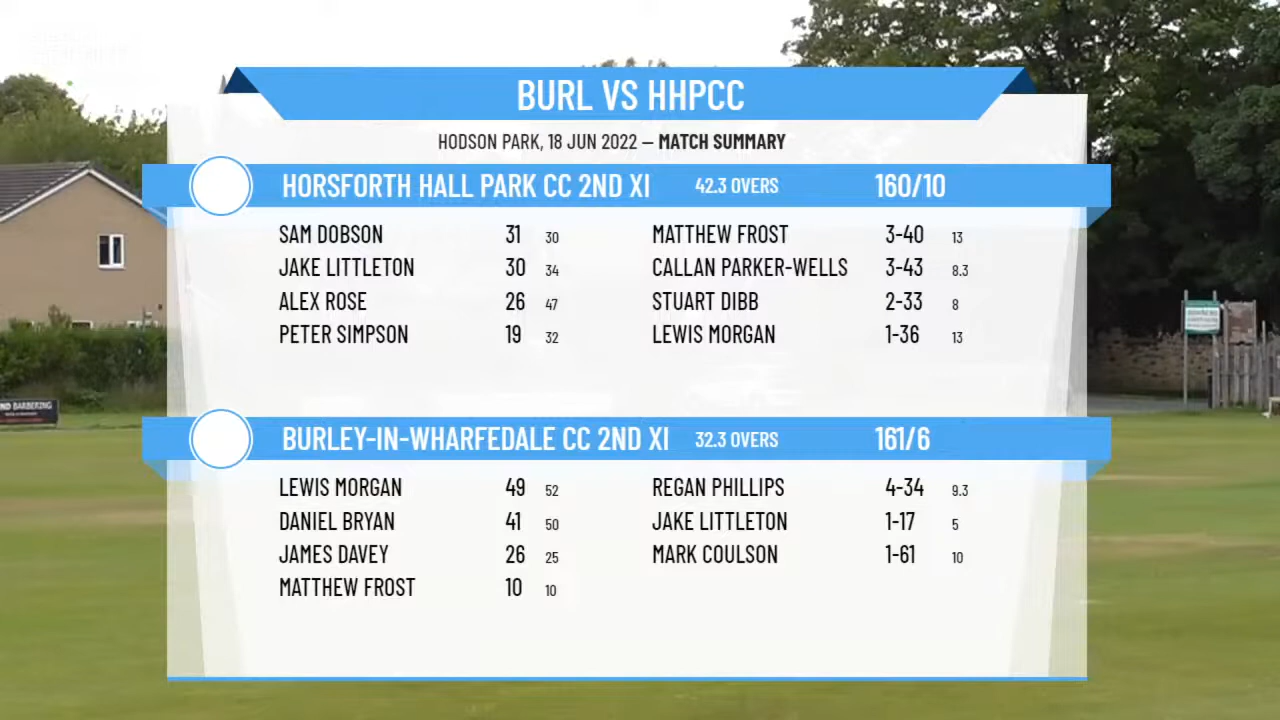 BURL VS HHPCC
HODSON PARK, 18 JUN 2022 – MATCH SUMMARY
HORSFORTH HALL PARK CC 2ND XI 42.3 OVERS 160/10
SAM DOBSON 31 30 MATTHEW FROST 3-40 13
JAKE LITTLETON 30 34 CALLAN PARKER-WELLS 3-43 8.3
ALEX ROSE 26 47 STUART DIBB 2-33 8
PETER SIMPSON 19 32 LEWIS MORGAN 1-36 13
BURLEY-IN-WHARFEDALE CC 2ND XI 32.3 OVERS 161/6
LEWIS MORGAN 49 52 REGAN PHILLIPS 4-34 9.3
DANIEL BRYAN 41 50 JAKE LITTLETON 1-17 5
JAMES DAVEY 26 25 MARK COULSON 1-61 10
MATTHEW FROST 10 10
BARBERING